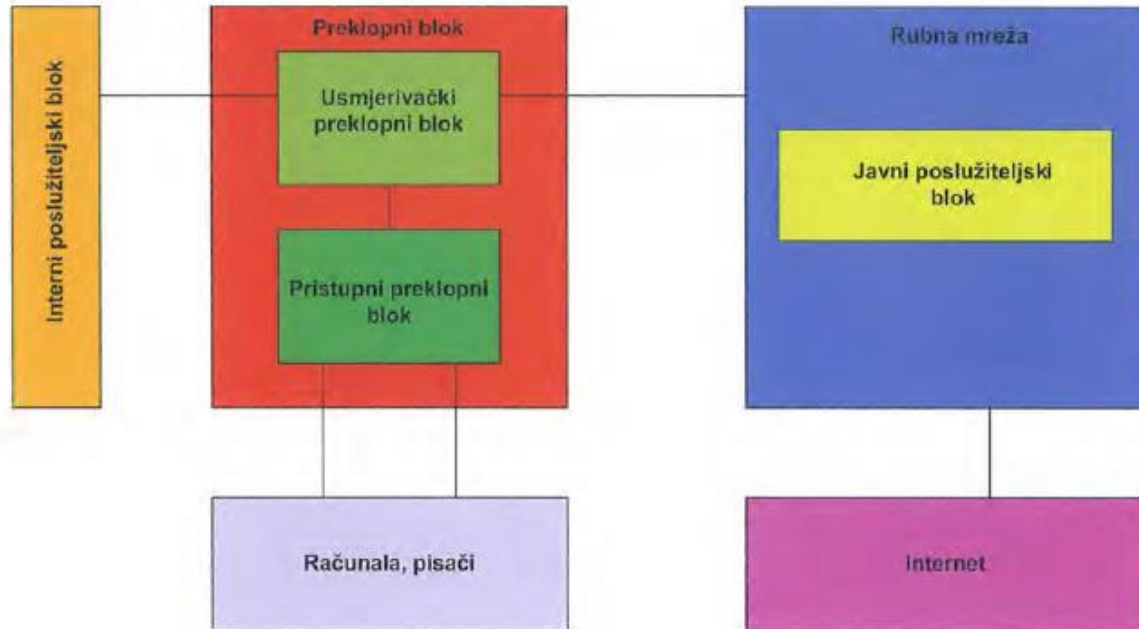 Interni poslužiteljski blok
Preklopni blok
Usmjerivački
preklopni blok
Pristupni preklopni
blok
Računala, pisači
Rubna mreža
Javni poslužiteljski
blok
Internet